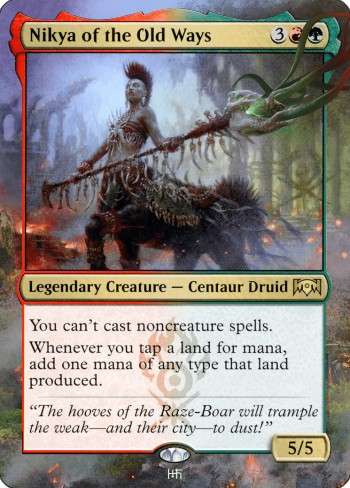 Nikya of the Old Ways 3
Legendary Creature — Centaur Druid
You can't cast noncreature spells.
Whenever you tap a land for mana,
add one mana of any type that land
produced.
"The hooves of the Raze-Boar will trample
the weak—and their city—to dust!"
5/5